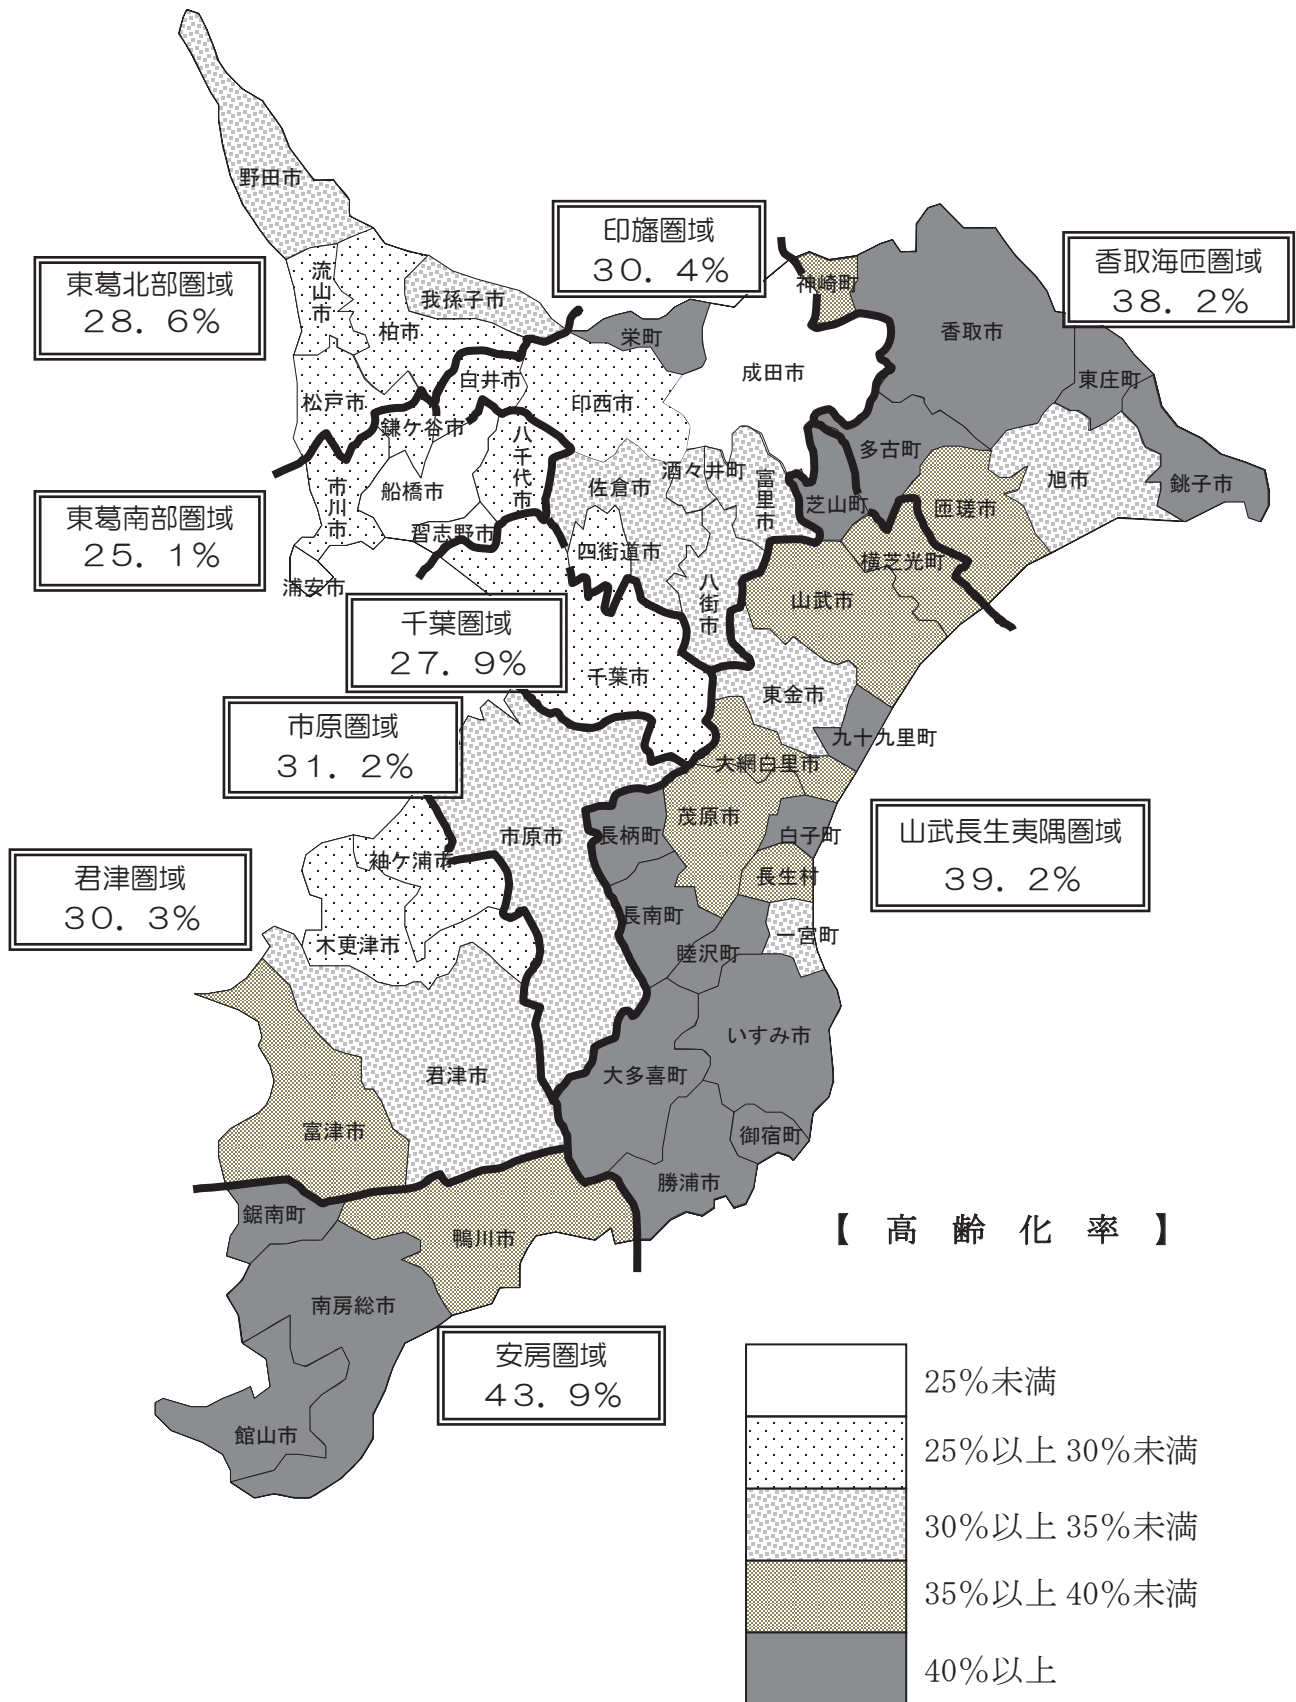 野田市
印旛圏域
30．4％
香取海匝圏域
38．2％
東葛北部圏域
28．6％
流山市
我孫子市
神崎町
柏市
栄町
香取市
成田市
東庄町
白井市
松戸市
印西市
鎌ケ谷市
八千代市
多古町
酒々井町
富里市
旭市
銚子市
船橋市
佐倉市
市川市
芝山町
匝瑳市
東葛南部圏域
25．1％
習志野市
四街道市
横芝光町
浦安市
八街市
山武市
千葉圏域
27．9％
千葉市
東金市
市原圏域
31．2％
九十九里町
大網白里市
茂原市
市原市
長柄町
白子町
山武長生夷隅圏域
39．2％
袖ケ浦市
君津圏域
30．3％
長生村
長南町
木更津市
睦沢町
一宮町
いすみ市
君津市
大多喜町
富津市
御宿町
勝浦市
鋸南町
鴨川市
【 高 齢 化 率 】
南房総市
安房圏域
43．9％
館山市
25％未満
25％以上 30％未満
30％以上 35％未満
35％以上 40％未満
40％以上